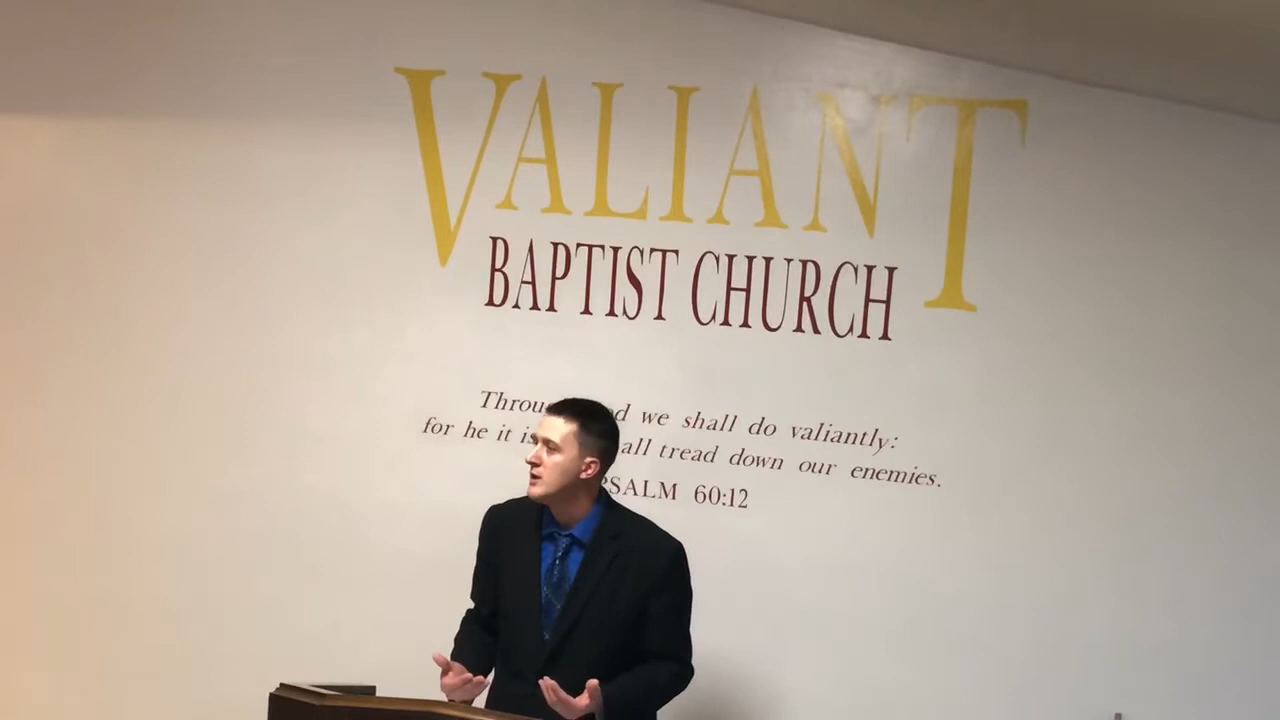 VALIANT
BAPTIST CHURCH
Throu d we shall do valiantly:
for he it is all tread down our enemies.
PSALM 60:12